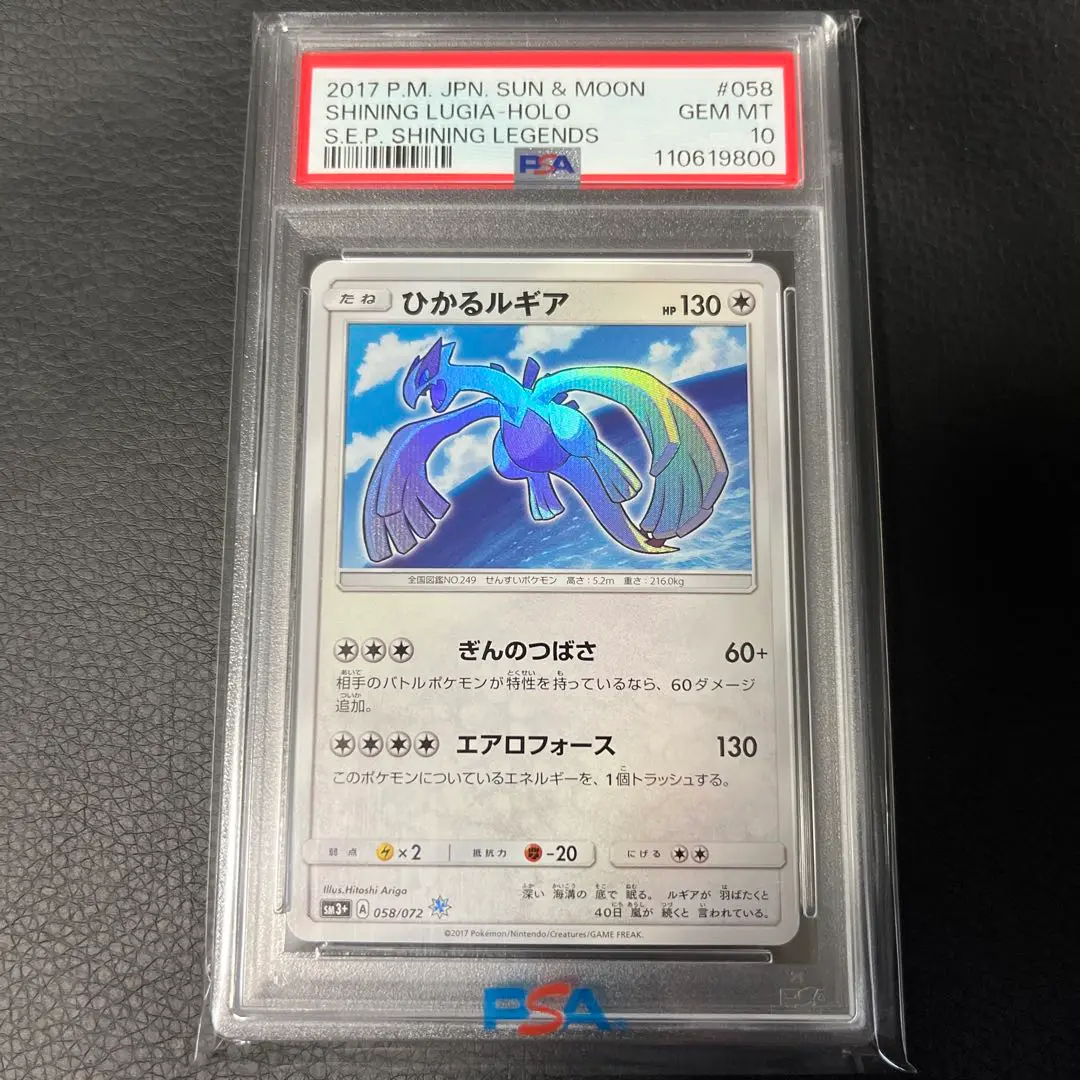 2017 P.M. JPN. SUN & MOON #058
SHINING LUGIA-HOLO GEM MT
S.E.P. SHINING LEGENDS 10
PSA 110619800
たね ひかるルギア HP 130
全国図鑑NO.249 せんすいポケモン 高さ:5.2m 重さ:216.0kg
ぎんのつばさ 60+
相手のバトルポケモンが特性を持っているなら、60ダメージ
追加。
エアロフォース 130
このポケモンについているエネルギーを、1個トラッシュする。
弱点 ×2 抵抗力 -20 にげる
Illus.Hitoshi Ariga
深い 海溝の 底で 眠る。 ルギアが 羽ばたくと
SM3+ A 058/072 40日 嵐が 続くと 言われている。
©2017 Pokémon/Nintendo/Creatures/GAME FREAK.
PSA